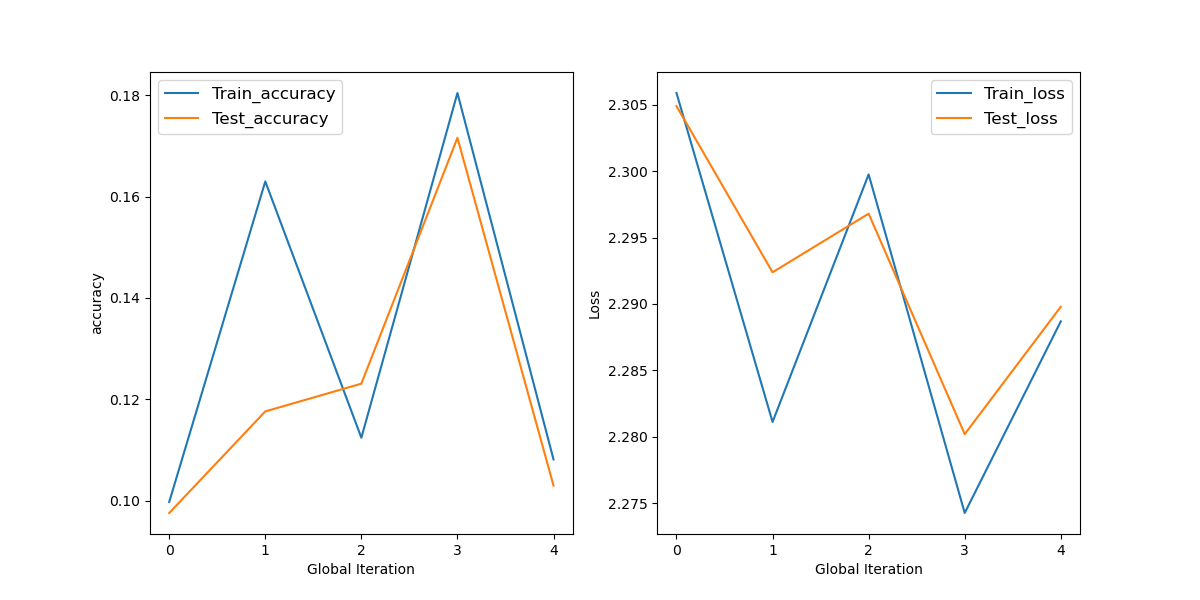 accuracy
0.18
0.16
0.14
0.12
0.10
Train_accuracy
Test_accuracy
0 1 2 3 4
Global Iteration
Loss
2.305
2.300
2.295
2.290
2.285
2.280
2.275
Train_loss
Test_loss
0 1 2 3 4
Global Iteration